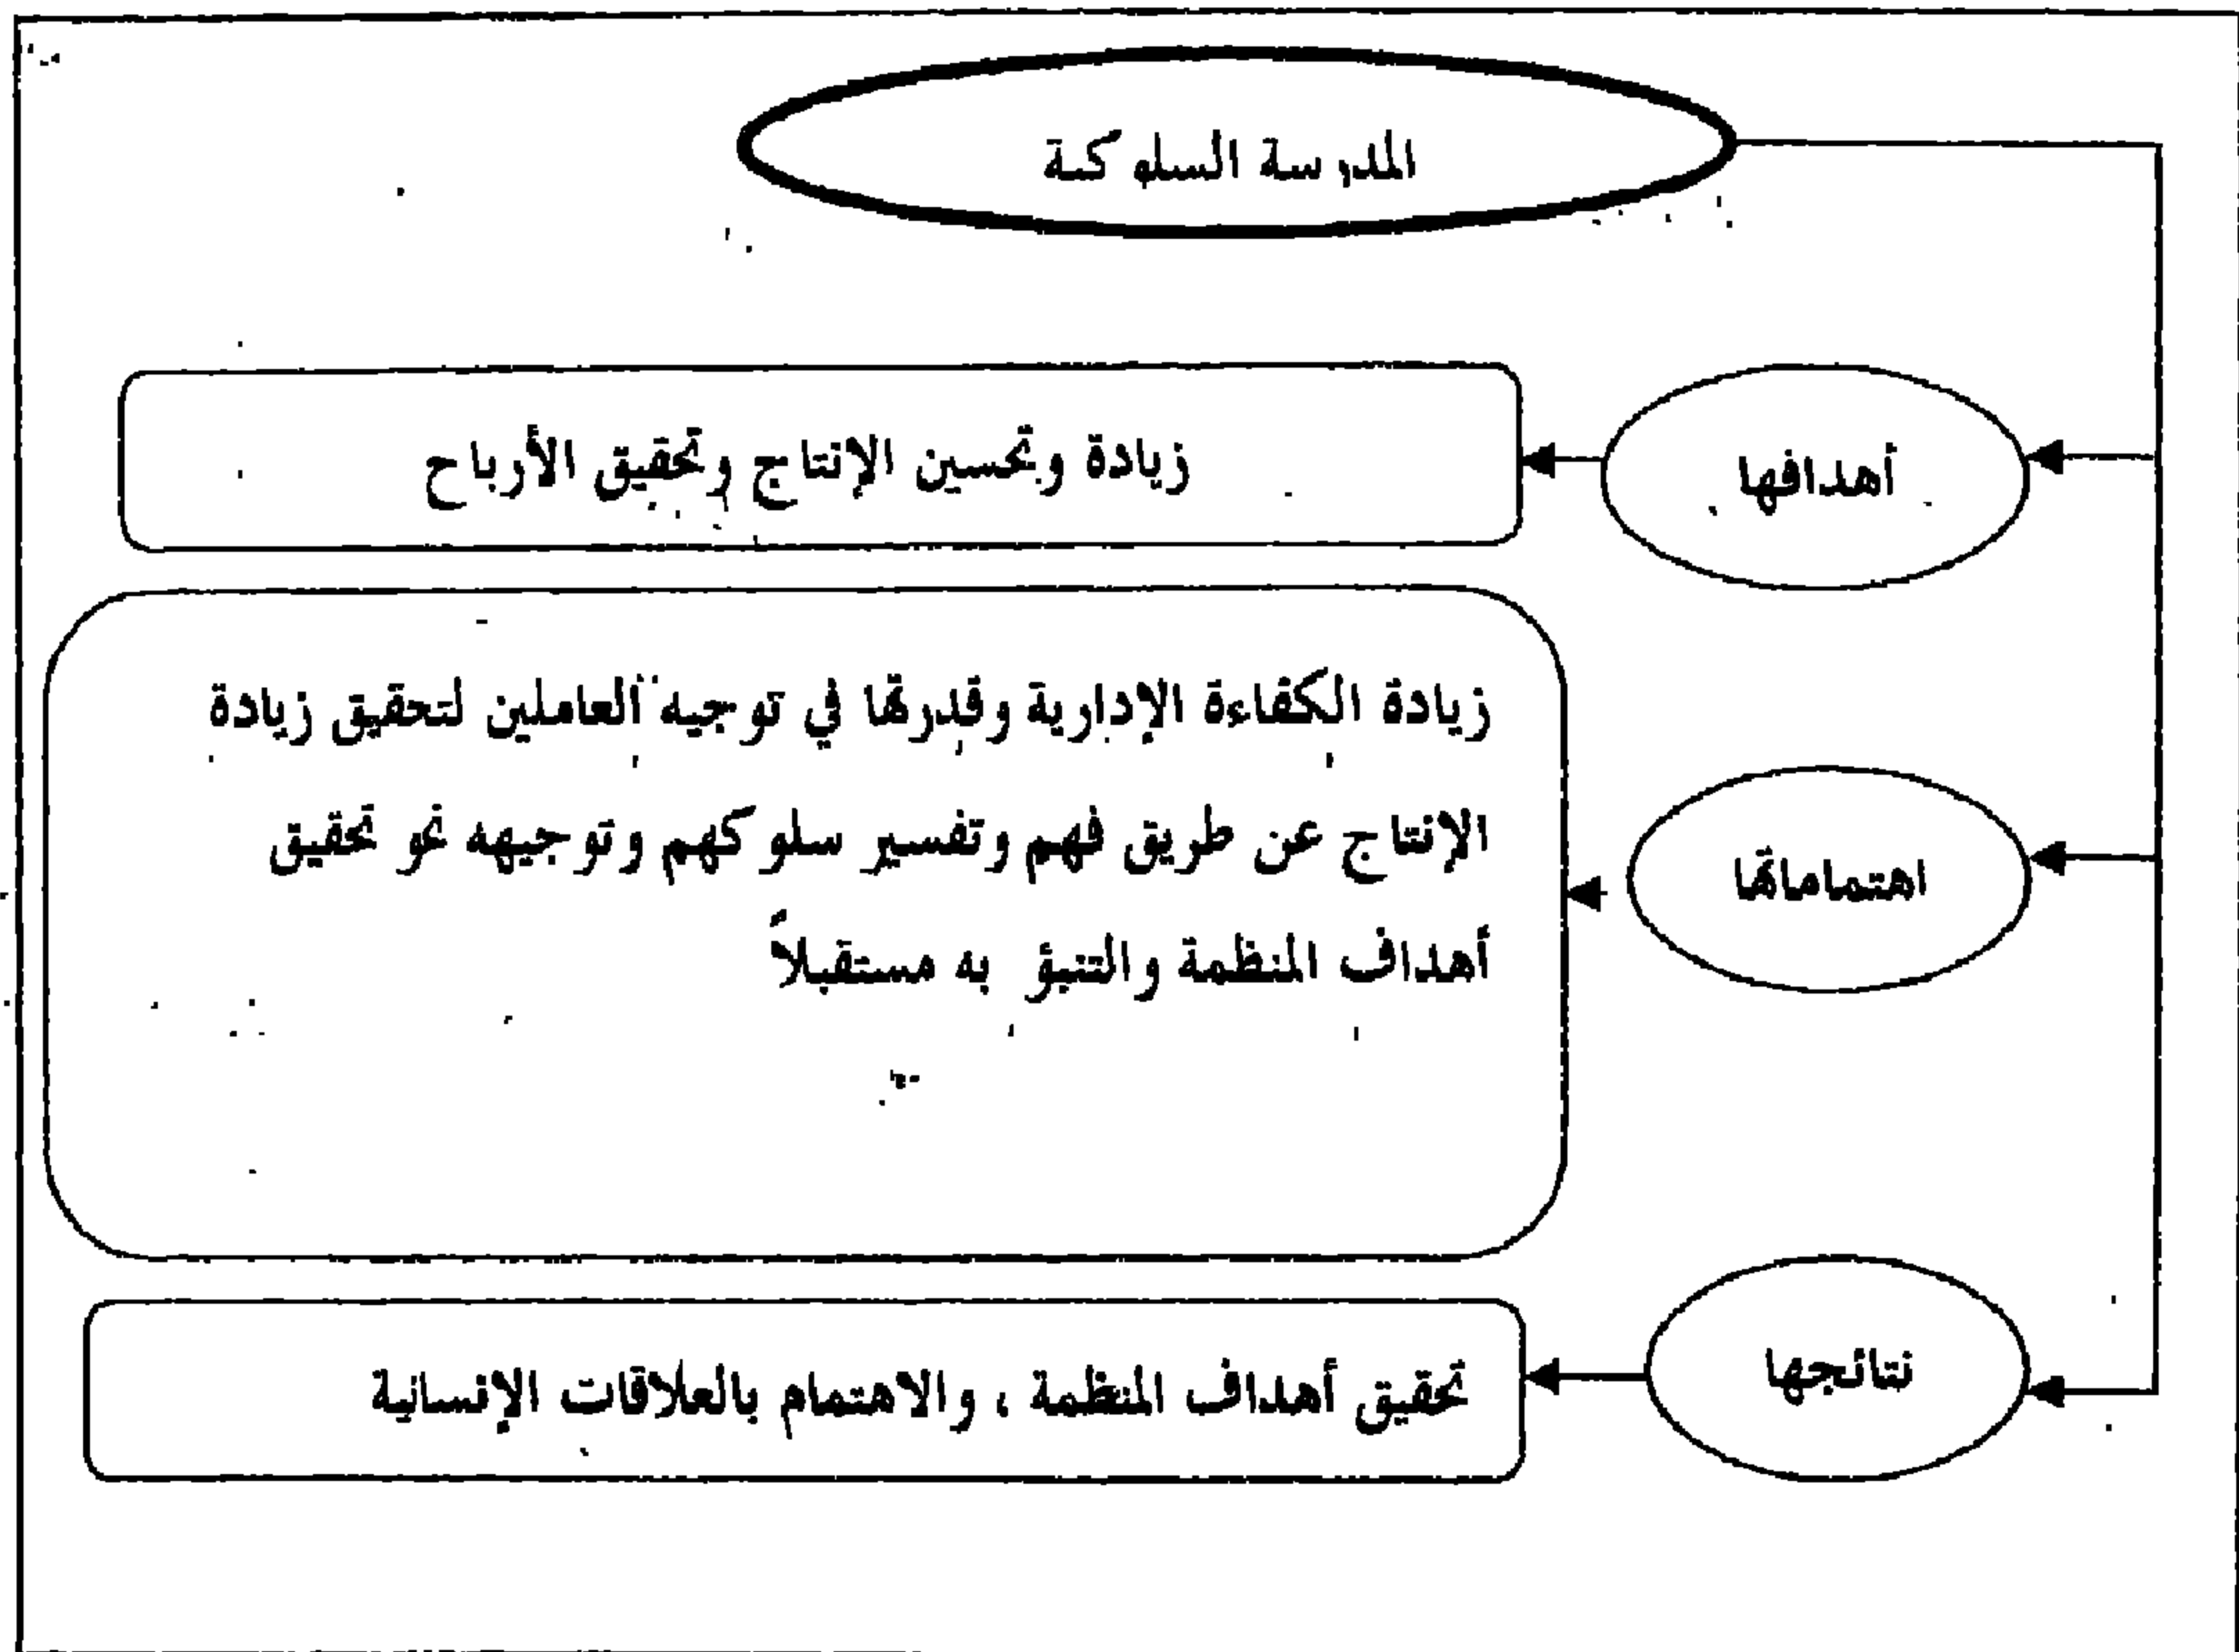 المدرسة السلوكية
أهدافها
زيادة وتحسين الإنتاج وتحقيق الأرباح
اهتماماتها
زيادة الكفاءة الإدارية وقدرتها في توجيه العاملين لتحقيق زيادة
الإنتاج عن طريق فهم وتفسير سلوكهم وتوجيهه نحو تحقيق
أهداف المنظمة والتنبؤ به مستقبلاً
نتائجها
تحقيق أهداف المنظمة ، والاهتمام بالعلاقات الإنسانية